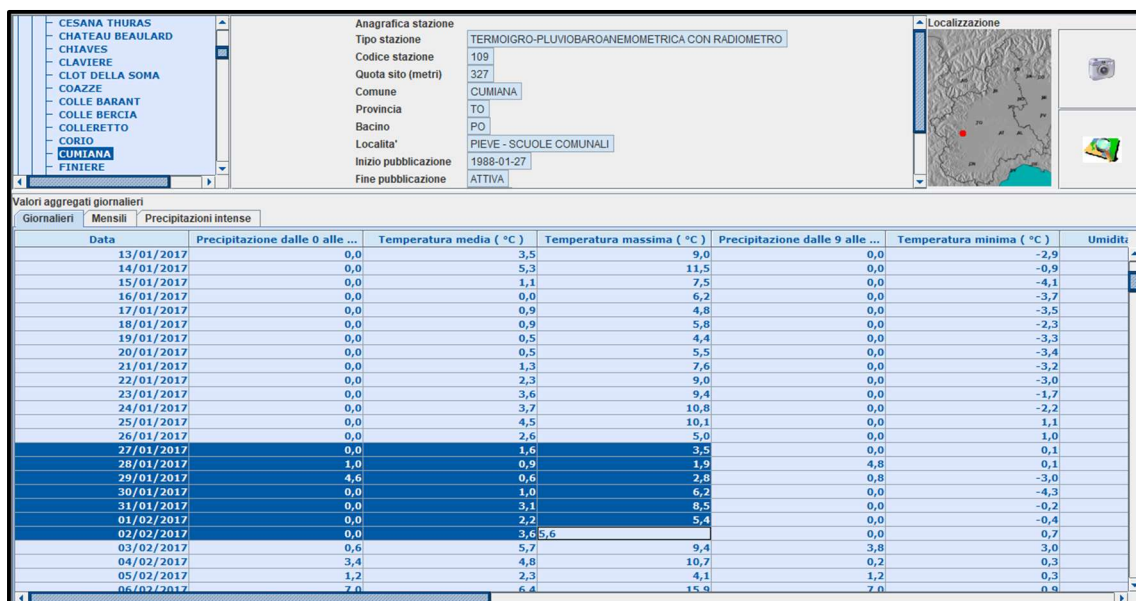 CESANA THURAS
CHATEAU BEAULARD
CHIAVES
CLAVIERE
CLOT DELLA SOMA
COAZZE
COLLE BARANT
COLLE BERCIA
COLLERETTO
CORIO
CUMIANA
FINIERE
Anagrafica stazione
Tipo stazione TERMOIGRO-PLUVIOBAROANEMOMETRICA CON RADIOMETRO
Codice stazione 109
Quota sito (metri) 327
Comune CUMIANA
Provincia TO
Bacino PO
Localita' PIEVE - SCUOLE COMUNALI
Inizio pubblicazione 1988-01-27
Fine pubblicazione ATTIVA
Localizzazione
Valori aggregati giornalieri
Giornalieri Mensili Precipitazioni intense
Data Precipitazione dalle 0 alle ... Temperatura media ( °C ) Temperatura massima ( °C ) Precipitazione dalle 9 alle ... Temperatura minima ( °C ) Umidita
13/01/2017 0,0 3,5 9,0 0,0 -2,9
14/01/2017 0,0 5,3 11,5 0,0 -0,9
15/01/2017 0,0 1,1 7,5 0,0 -4,1
16/01/2017 0,0 0,0 6,2 0,0 -3,7
17/01/2017 0,0 0,9 4,8 0,0 -3,5
18/01/2017 0,0 0,9 5,8 0,0 -2,3
19/01/2017 0,0 0,5 4,4 0,0 -3,3
20/01/2017 0,0 0,5 5,5 0,0 -3,4
21/01/2017 0,0 1,3 7,6 0,0 -3,2
22/01/2017 0,0 2,3 9,0 0,0 -3,0
23/01/2017 0,0 3,6 9,4 0,0 -1,7
24/01/2017 0,0 3,7 10,8 0,0 -2,2
25/01/2017 0,0 4,5 10,1 0,0 1,1
26/01/2017 0,0 2,6 5,0 0,0 1,0
27/01/2017 0,0 1,6 3,5 0,0 0,1
28/01/2017 1,0 0,9 1,9 4,8 0,1
29/01/2017 4,6 0,6 2,8 0,8 -3,0
30/01/2017 0,0 1,0 6,2 0,0 -4,3
31/01/2017 0,0 3,1 8,5 0,0 -0,2
01/02/2017 0,0 2,2 5,4 0,0 -0,4
02/02/2017 0,0 3,6 5,6 0,0 0,7
03/02/2017 0,6 5,7 9,4 3,8 3,0
04/02/2017 3,4 4,8 10,7 0,2 0,3
05/02/2017 1,2 2,3 4,1 1,2 0,3
06/02/2017 7,0 6,4 15,9 7,0 0,9